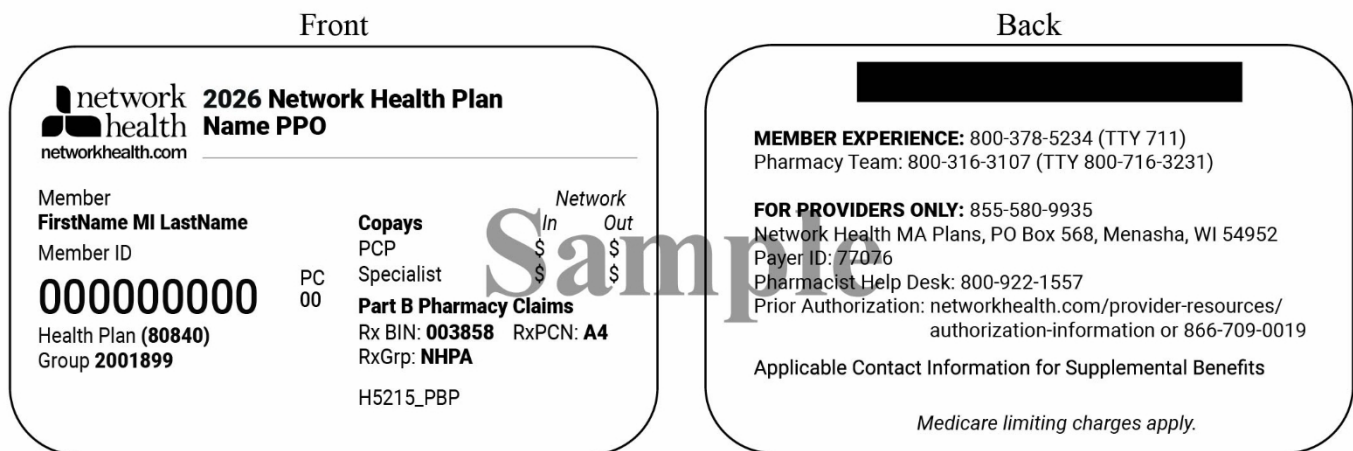 Front
network health
networkhealth.com
2026 Network Health Plan
Name PPO
Member
FirstName MI LastName
Member ID
000000000
PC
00
Health Plan (80840)
Group 2001899
Network
Copays In Out
PCP $ $
Specialist $ $
Part B Pharmacy Claims
Rx BIN: 003858 RxPCN: A4
RxGrp: NHPA
H5215_PBP
Sample
Back
MEMBER EXPERIENCE: 800-378-5234 (TTY 711)
Pharmacy Team: 800-316-3107 (TTY 800-716-3231)
FOR PROVIDERS ONLY: 855-580-9935
Network Health MA Plans, PO Box 568, Menasha, WI 54952
Payer ID: 77076
Pharmacist Help Desk: 800-922-1557
Prior Authorization: networkhealth.com/provider-resources/
authorization-information or 866-709-0019
Applicable Contact Information for Supplemental Benefits
Medicare limiting charges apply.